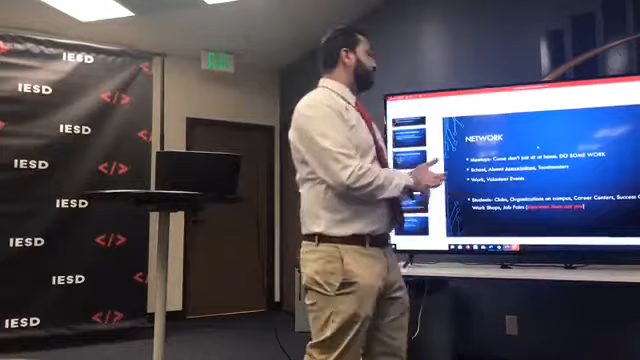 IESD
IESD
</>
IESD
IESD
</>
IESD
</>
IESD
IESD
</>
IESD
</>
EXIT
NETWORK
Meetups- Come don't just sit at home, DO SOME WORK
School, Alumni Associations, Toastmasters
Work, Volunteer Events
Students- Clubs, Organizations on campus, Career Centers, Success
Work Shops, Job Fairs